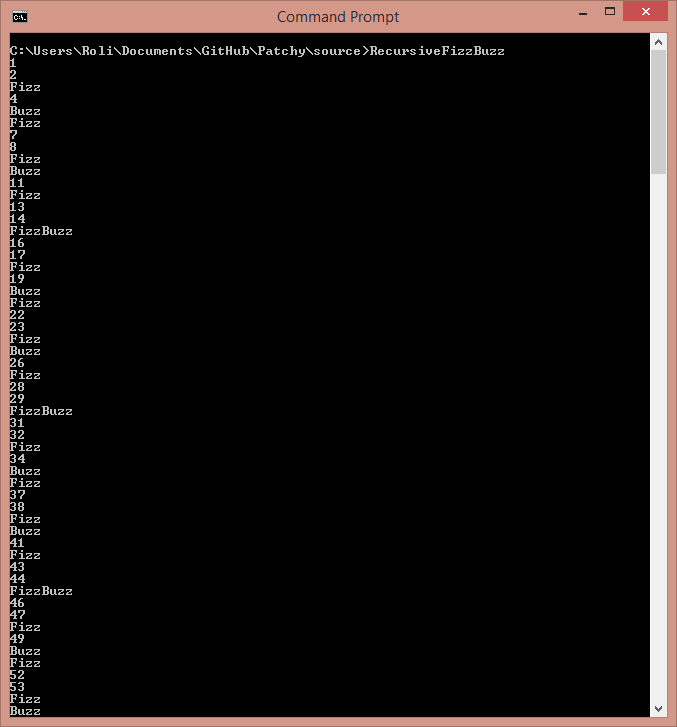 Command Prompt
C:\Users\Roli\Documents\GitHub\Patchy\source>RecursiveFizzBuzz
1
2
Fizz
4
Buzz
Fizz
7
8
Fizz
Buzz
11
Fizz
13
14
FizzBuzz
16
17
Fizz
19
Buzz
Fizz
22
23
Fizz
Buzz
26
Fizz
28
29
FizzBuzz
31
32
Fizz
34
Buzz
Fizz
37
38
Fizz
Buzz
41
Fizz
43
44
FizzBuzz
46
47
Fizz
49
Buzz
Fizz
52
53
Fizz
Buzz